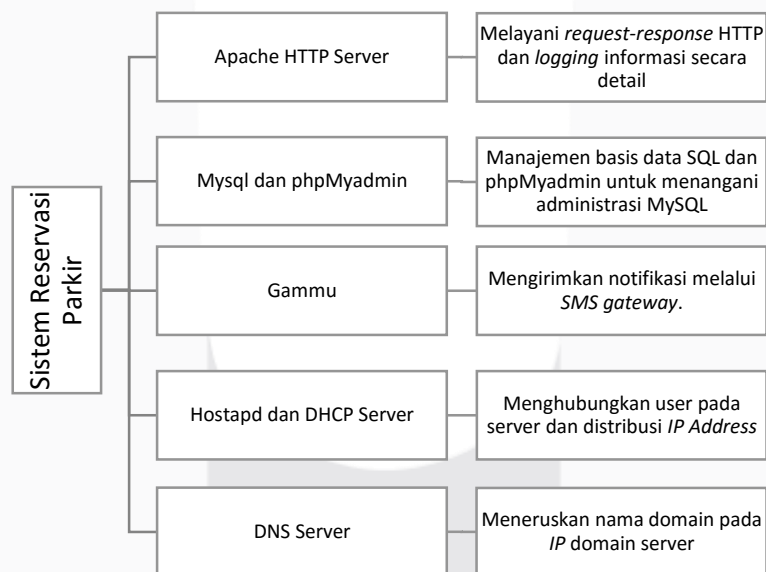 Sistem Reservasi
Parkir
Apache HTTP Server
Melayani request-response HTTP
dan logging informasi secara
detail
Mysql dan phpMyadmin
Manajemen basis data SQL dan
phpMyadmin untuk menangani
administrasi MySQL
Gammu
Mengirimkan notifikasi melalui
SMS gateway.
Hostapd dan DHCP Server
Menghubungkan user pada
server dan distribusi IP Address
DNS Server
Meneruskan nama domain pada
IP domain server